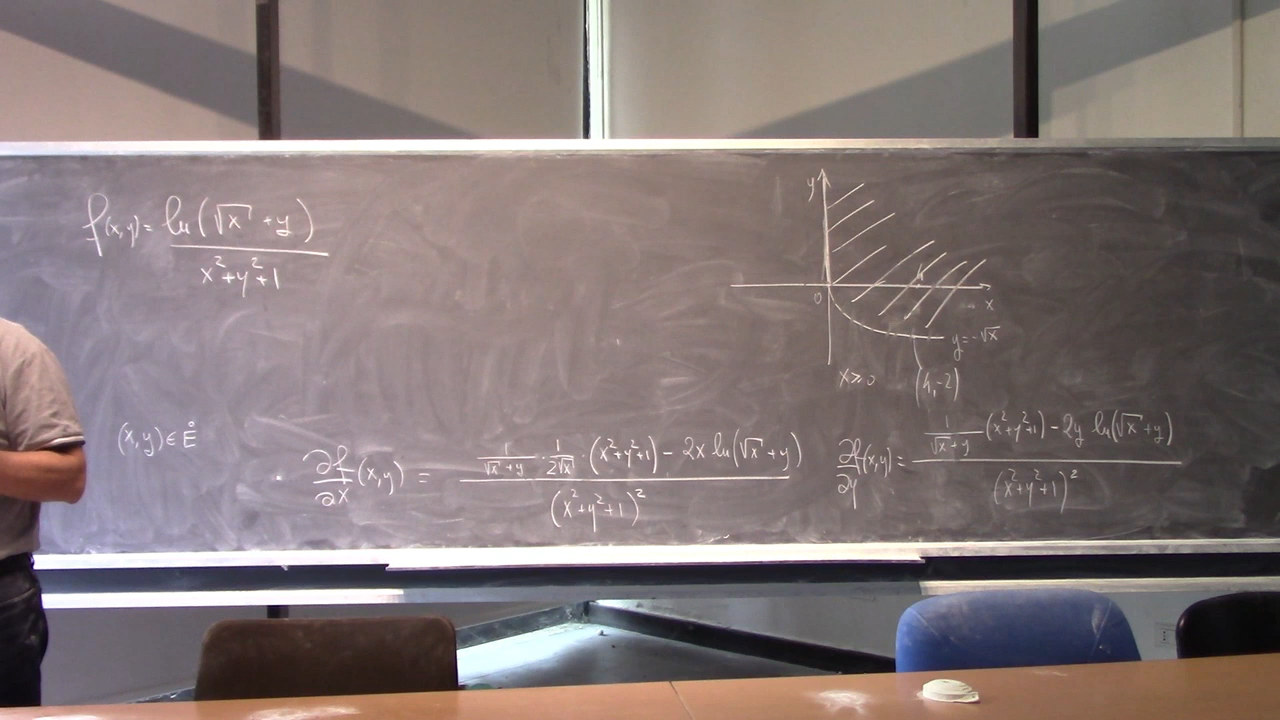 f(x,y) = ln(√x + y) / x²+y²+1
y
4
0
x
y=-√x
x≥0 (4,-2)
(x,y) ∈ E̊
· ∂f/∂x (x,y) = 1/(√x+y) · 1/(2√x) · (x²+y²+1) - 2x ln(√x+y) / (x²+y²+1)²
∂f/∂y (x,y) = 1/(√x+y) (x²+y²+1) - 2y ln(√x+y) / (x²+y²+1)²